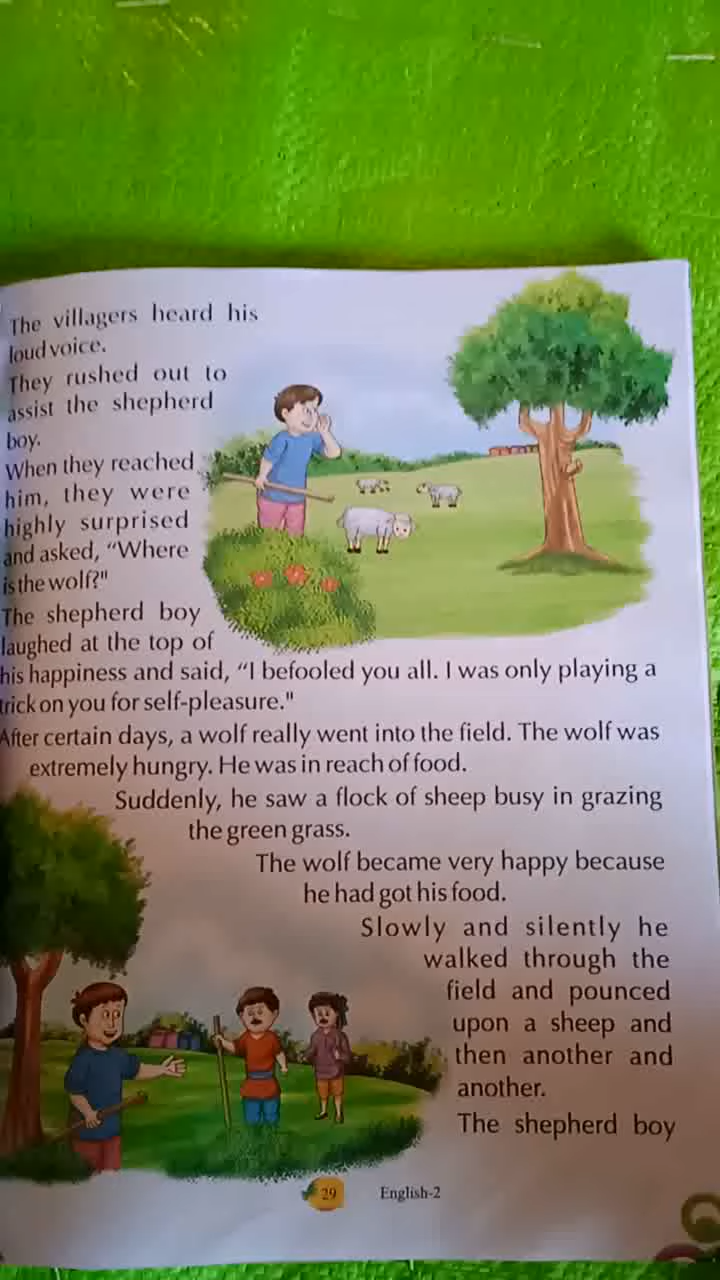 The villagers heard his
loud voice.
They rushed out to
assist the shepherd
boy.
When they reached
him, they were
highly surprised
and asked, "Where
is the wolf?"
The shepherd boy
laughed at the top of
his happiness and said, "I befooled you all. I was only playing a
trick on you for self-pleasure."
After certain days, a wolf really went into the field. The wolf was
extremely hungry. He was in reach of food.
Suddenly, he saw a flock of sheep busy in grazing
the green grass.
The wolf became very happy because
he had got his food.
Slowly and silently he
walked through the
field and pounced
upon a sheep and
then another and
another.
The shepherd boy
29 English-2